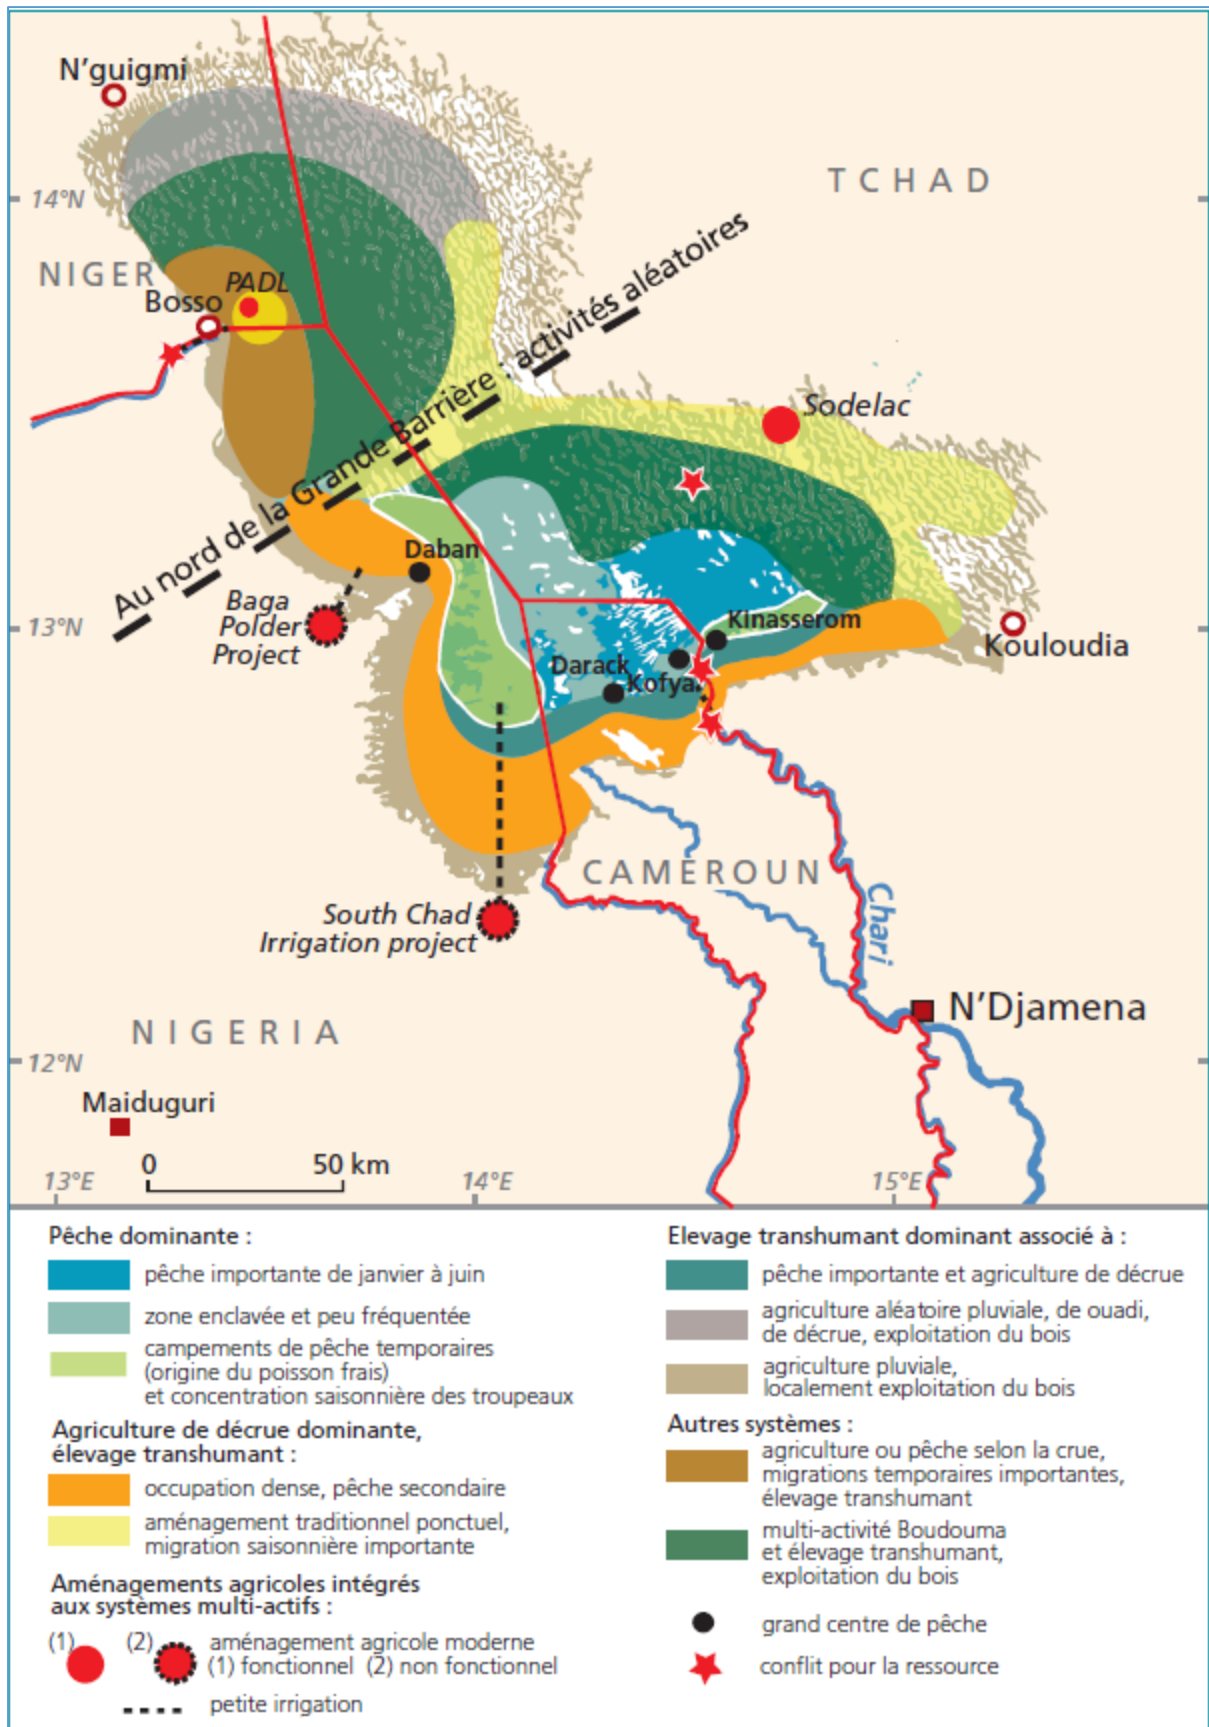 N'guigmi
TCHAD
14°N
NIGER
PADL
Bosso
Au nord de la Grande Barrière : activités aléatoires
Sodelac
Daban
Baga
Polder
Project
13°N
Kinasserom
Kouloudia
Darack
Kofya
CAMEROUN
Chari
South Chad
Irrigation project
N'Djamena
NIGERIA
12°N
Maiduguri
0 50 km
13°E 14°E 15°E
Pêche dominante :
pêche importante de janvier à juin
zone enclavée et peu fréquentée
campements de pêche temporaires
(origine du poisson frais)
et concentration saisonnière des troupeaux
Agriculture de décrue dominante,
élevage transhumant :
occupation dense, pêche secondaire
aménagement traditionnel ponctuel,
migration saisonnière importante
Aménagements agricoles intégrés
aux systèmes multi-actifs :
(1) (2) aménagement agricole moderne
(1) fonctionnel (2) non fonctionnel
petite irrigation
Elevage transhumant dominant associé à :
pêche importante et agriculture de décrue
agriculture aléatoire pluviale, de ouadi,
de décrue, exploitation du bois
agriculture pluviale,
localement exploitation du bois
Autres systèmes :
agriculture ou pêche selon la crue,
migrations temporaires importantes,
élevage transhumant
multi-activité Boudouma
et élevage transhumant,
exploitation du bois
grand centre de pêche
conflit pour la ressource